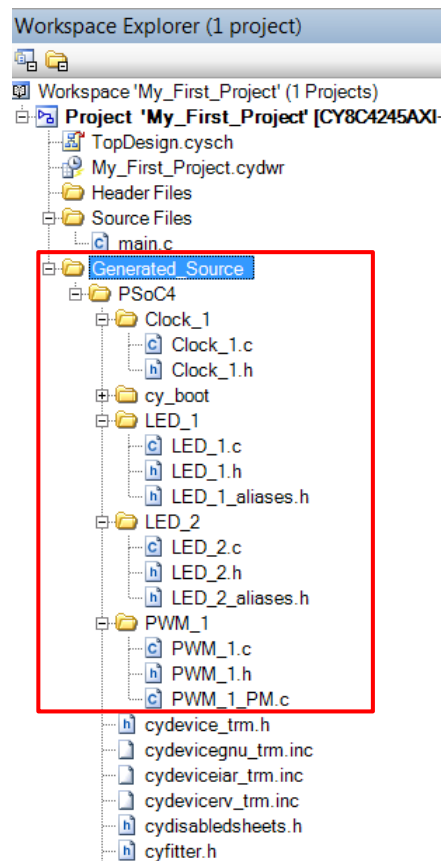 Workspace Explorer (1 project)
Workspace 'My_First_Project' (1 Projects)
Project 'My_First_Project' [CY8C4245AXI-
TopDesign.cysch
My_First_Project.cydwr
Header Files
Source Files
main.c
Generated_Source
PSoC4
Clock_1
Clock_1.c
Clock_1.h
cy_boot
LED_1
LED_1.c
LED_1.h
LED_1_aliases.h
LED_2
LED_2.c
LED_2.h
LED_2_aliases.h
PWM_1
PWM_1.c
PWM_1.h
PWM_1_PM.c
cydevice_trm.h
cydevicegnu_trm.inc
cydeviceiar_trm.inc
cydevicerv_trm.inc
cydisabledsheets.h
cyfitter.h